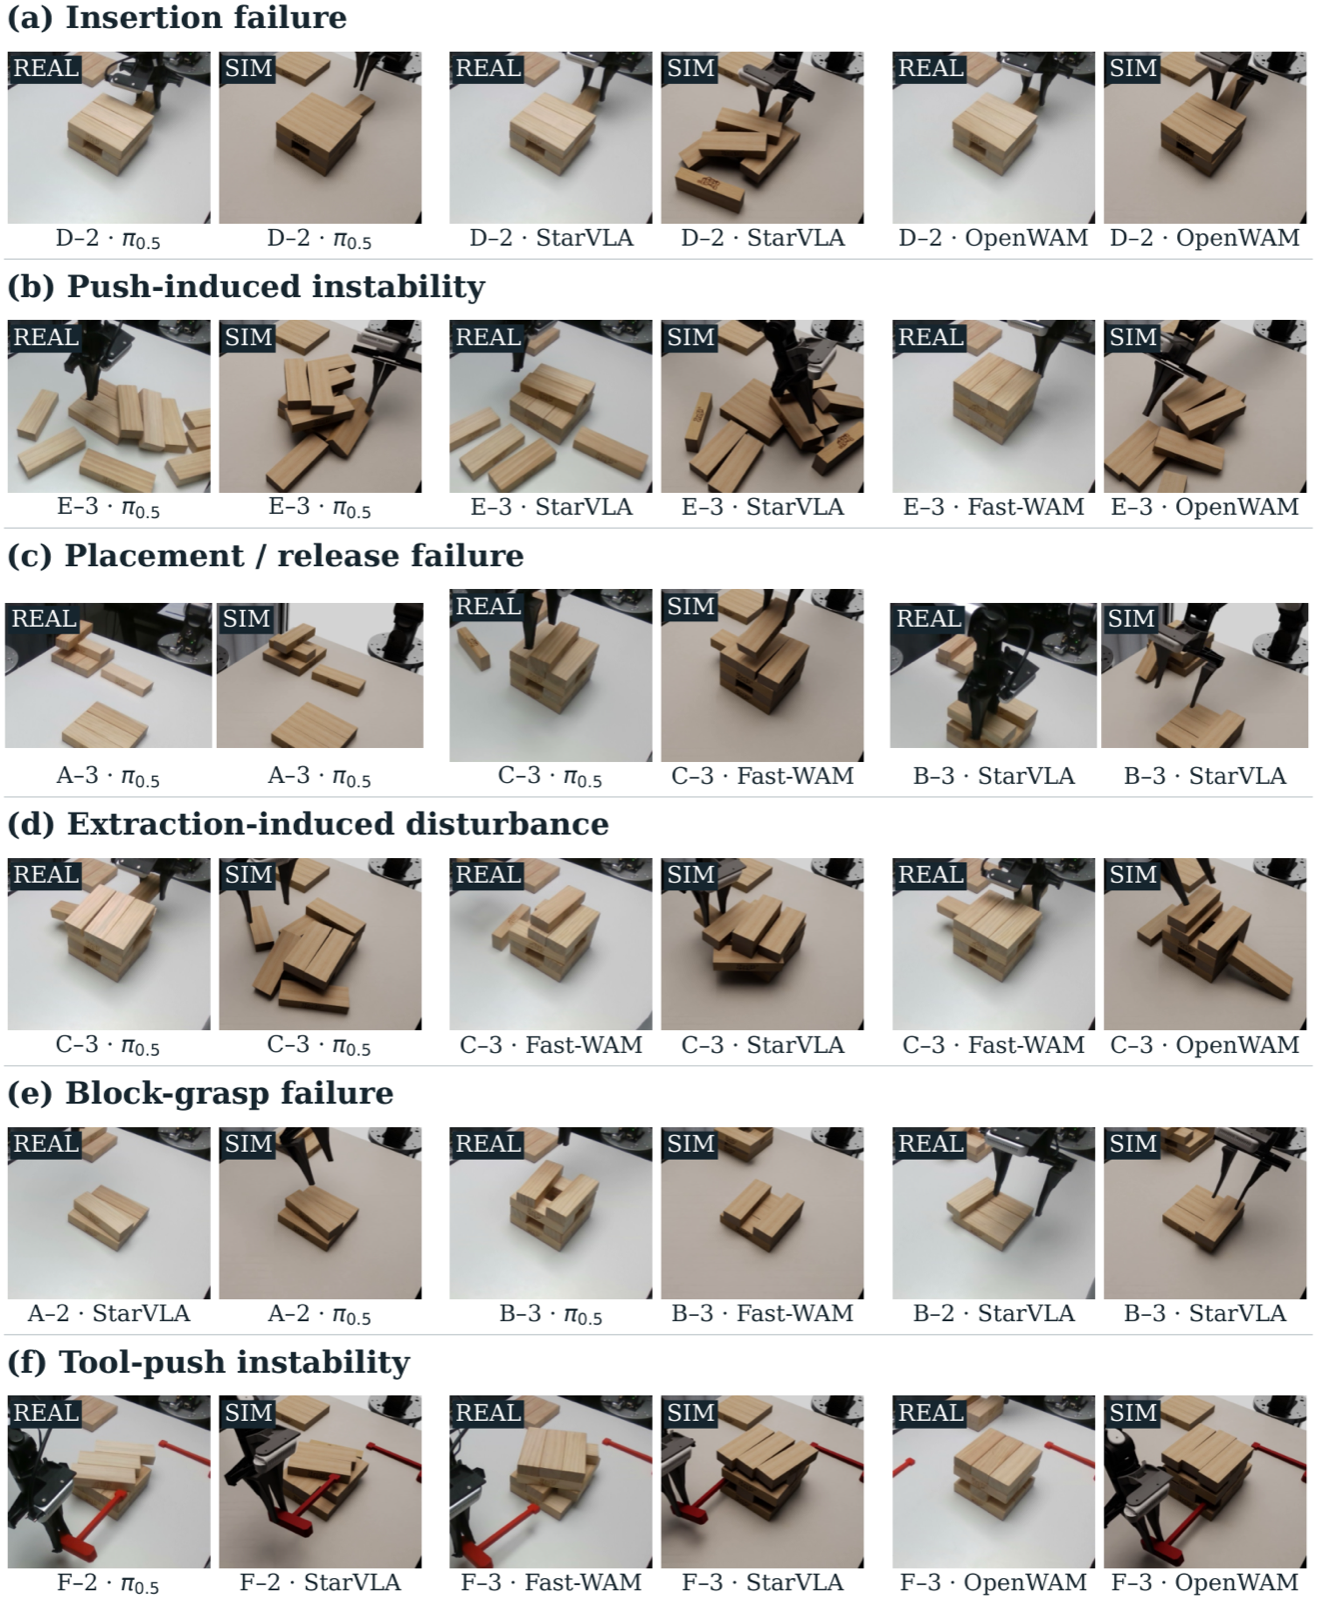 (a) Insertion failure
REAL SIM REAL SIM REAL SIM
D–2 · π0.5 D–2 · π0.5 D–2 · StarVLA D–2 · StarVLA D–2 · OpenWAM D–2 · OpenWAM
(b) Push-induced instability
REAL SIM REAL SIM REAL SIM
E–3 · π0.5 E–3 · π0.5 E–3 · StarVLA E–3 · StarVLA E–3 · Fast-WAM E–3 · OpenWAM
(c) Placement / release failure
REAL SIM REAL SIM REAL SIM
A–3 · π0.5 A–3 · π0.5 C–3 · π0.5 C–3 · Fast-WAM B–3 · StarVLA B–3 · StarVLA
(d) Extraction-induced disturbance
REAL SIM REAL SIM REAL SIM
C–3 · π0.5 C–3 · π0.5 C–3 · Fast-WAM C–3 · StarVLA C–3 · Fast-WAM C–3 · OpenWAM
(e) Block-grasp failure
REAL SIM REAL SIM REAL SIM
A–2 · StarVLA A–2 · π0.5 B–3 · π0.5 B–3 · Fast-WAM B–2 · StarVLA B–3 · StarVLA
(f) Tool-push instability
REAL SIM REAL SIM REAL SIM
F–2 · π0.5 F–2 · StarVLA F–3 · Fast-WAM F–3 · StarVLA F–3 · OpenWAM F–3 · OpenWAM